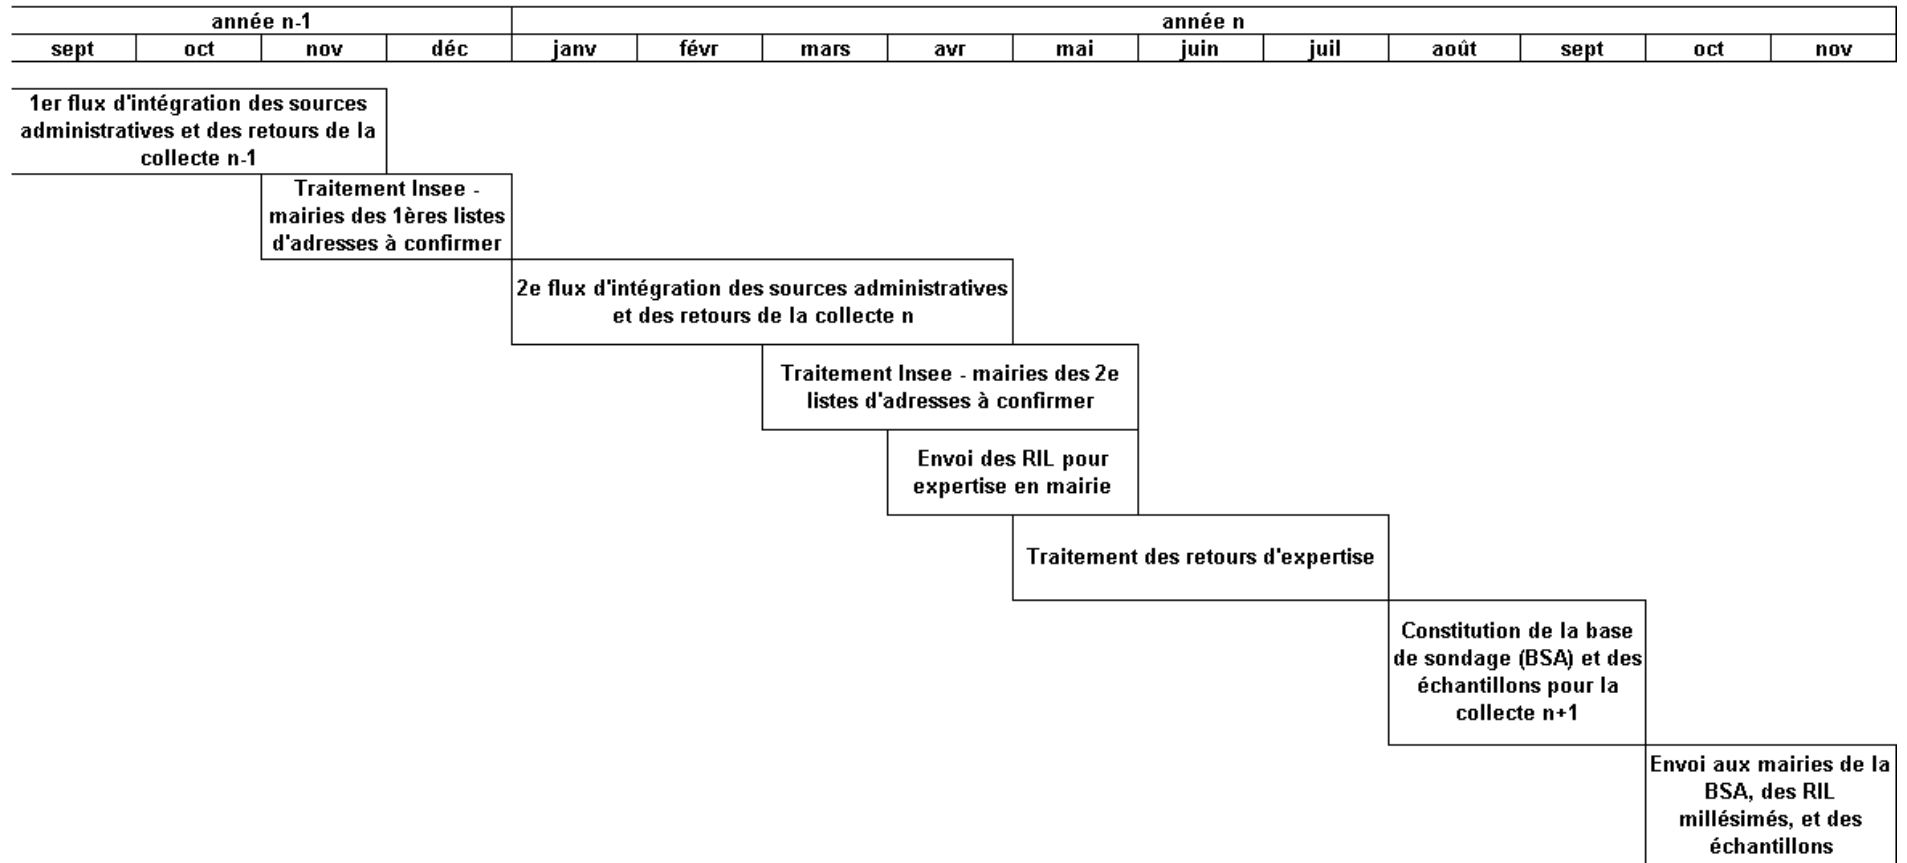 année n-1 année n
sept oct nov déc janv févr mars avr mai juin juil août sept oct nov
1er flux d'intégration des sources
administratives et des retours de la
collecte n-1
Traitement Insee -
mairies des 1ères listes
d'adresses à confirmer
2e flux d'intégration des sources administratives
et des retours de la collecte n
Traitement Insee - mairies des 2e
listes d'adresses à confirmer
Envoi des RIL pour
expertise en mairie
Traitement des retours d'expertise
Constitution de la base
de sondage (BSA) et des
échantillons pour la
collecte n+1
Envoi aux mairies de la
BSA, des RIL
millésimés, et des
échantillons